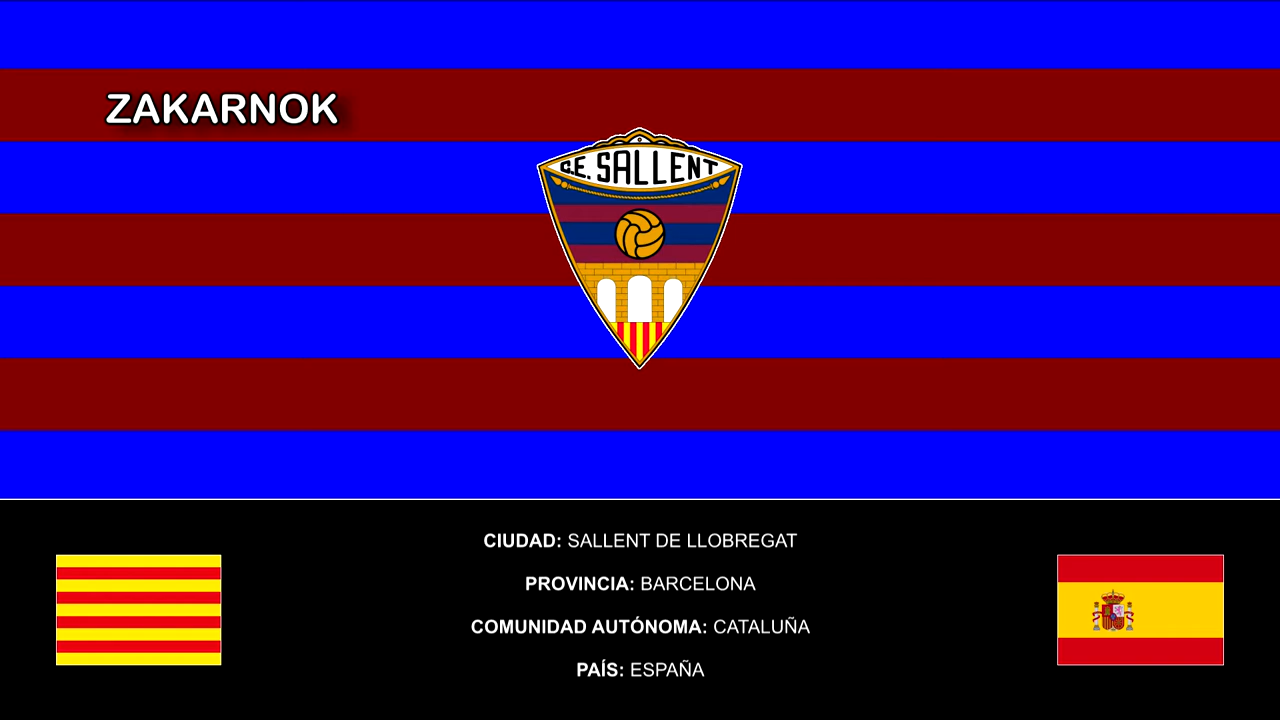 ZAKARNOK
C.E. SALLENT
CIUDAD: SALLENT DE LLOBREGAT
PROVINCIA: BARCELONA
COMUNIDAD AUTÓNOMA: CATALUÑA
PAÍS: ESPAÑA